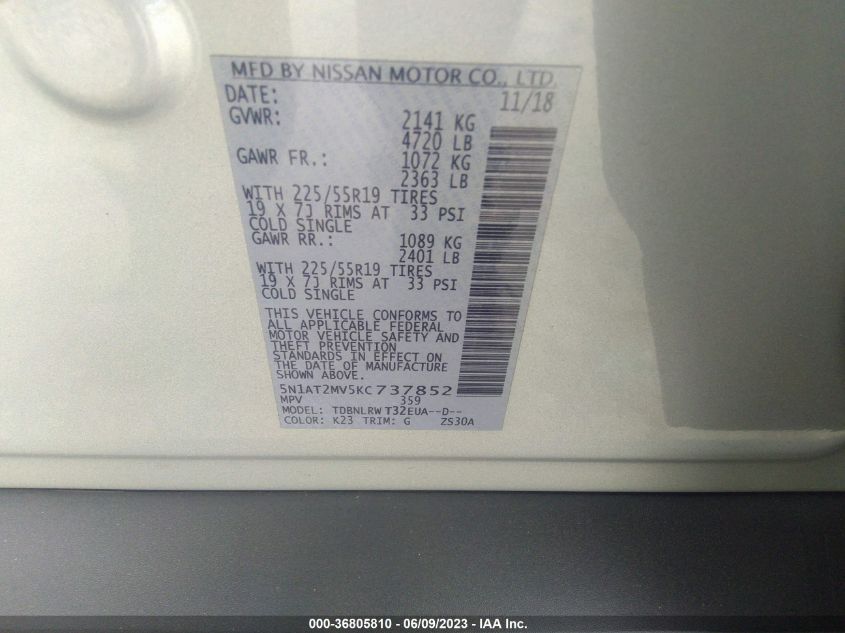 MFD BY NISSAN MOTOR CO., LTD.
DATE: 11/18
GVWR: 2141 KG
4720 LB
GAWR FR.: 1072 KG
2363 LB
WITH 225/55R19 TIRES
19 X 7J RIMS AT 33 PSI
COLD SINGLE
GAWR RR.: 1089 KG
2401 LB
WITH 225/55R19 TIRES
19 X 7J RIMS AT 33 PSI
COLD SINGLE
THIS VEHICLE CONFORMS TO
ALL APPLICABLE FEDERAL
MOTOR VEHICLE SAFETY AND
THEFT PREVENTION
STANDARDS IN EFFECT ON
THE DATE OF MANUFACTURE
SHOWN ABOVE.
5N1AT2MV5KC737852
MPV 359
MODEL: TDBNLRW T32EUA--D--
COLOR: K23 TRIM: G ZS30A
000-36805810 - 06/09/2023 - IAA Inc.